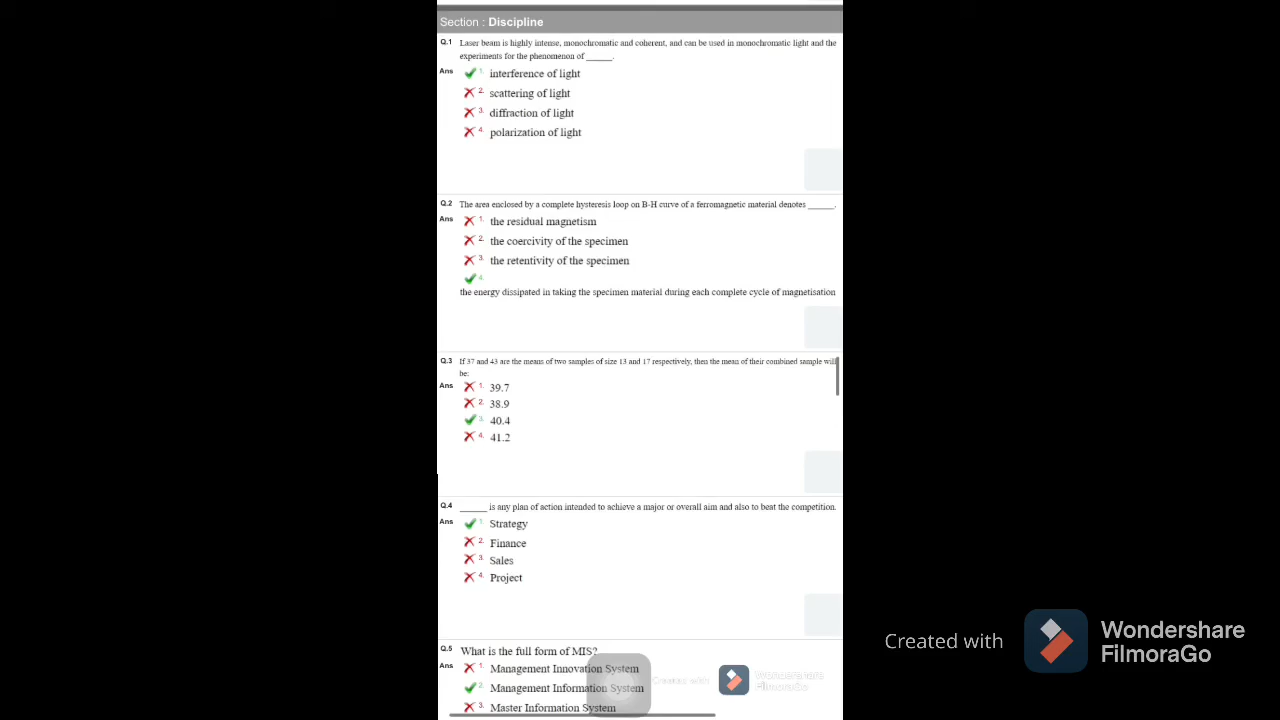 Section : Discipline
Q.1 Laser beam is highly intense, monochromatic and coherent, and can be used in monochromatic light and the
experiments for the phenomenon of ______.
Ans 1. interference of light
2. scattering of light
3. diffraction of light
4. polarization of light
Q.2 The area enclosed by a complete hysteresis loop on B-H curve of a ferromagnetic material denotes ______.
Ans 1. the residual magnetism
2. the coercivity of the specimen
3. the retentivity of the specimen
4.
the energy dissipated in taking the specimen material during each complete cycle of magnetisation
Q.3 If 37 and 43 are the means of two samples of size 13 and 17 respectively, then the mean of their combined sample will
be:
Ans 1. 39.7
2. 38.9
3. 40.4
4. 41.2
Q.4 ______ is any plan of action intended to achieve a major or overall aim and also to beat the competition.
Ans 1. Strategy
2. Finance
3. Sales
4. Project
Q.5 What is the full form of MIS?
Ans 1. Management Innovation System
2. Management Information System
3. Master Information System
Created with
Wondershare
FilmoraGo
Created with
Wondershare
FilmoraGo